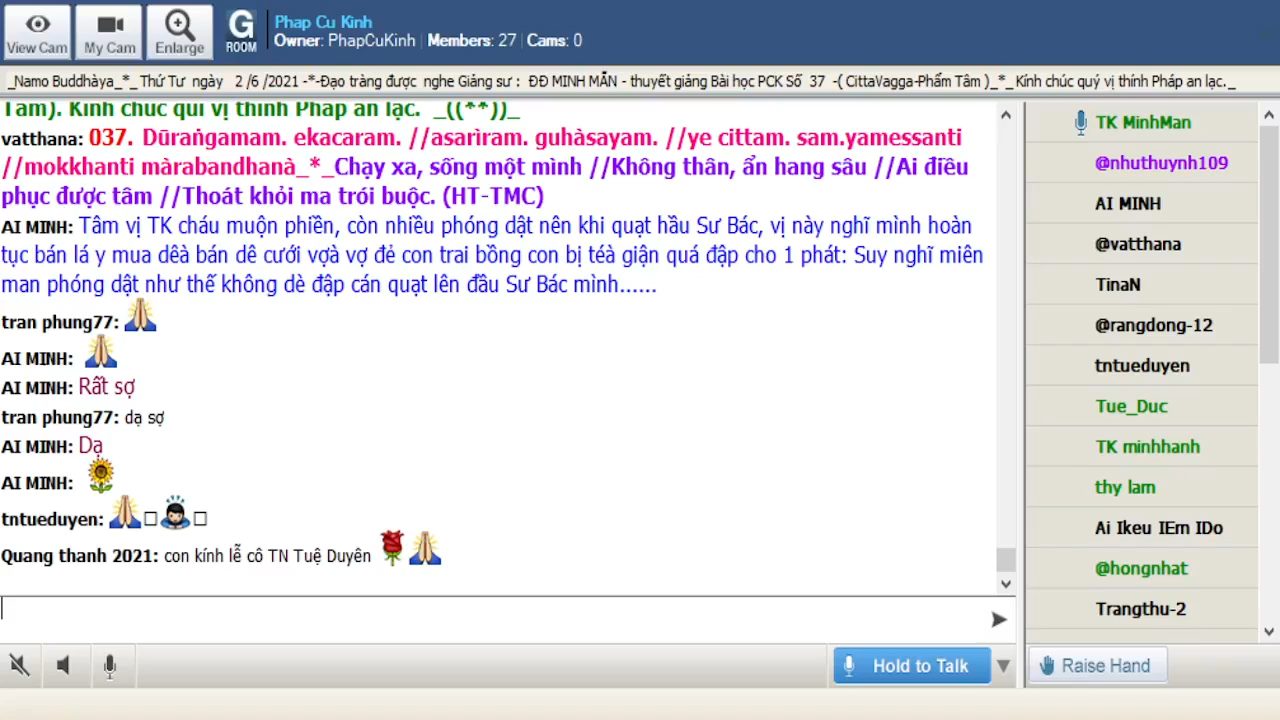 View Cam
My Cam
Enlarge
G
ROOM
Phap Cu Kinh
Owner: PhapCuKinh Members: 27 Cams: 0
_Namo Buddhàya_*_Thứ Tư ngày 2 /6 /2021 -*-Đạo tràng được nghe Giảng sư : ĐĐ MINH MẪN - thuyết giảng Bài học PCK Số 37 -( CittaVagga-Phẩm Tâm )_*_Kính chúc quý vị thính Pháp an lạc._
Tâm). Kính chúc quí vị thính Pháp an lạc. _((**))_
vatthana: 037. Dūraṅgamam. ekacaram. //asarìram. guhàsayam. //ye cittam. sam.yamessanti
//mokkhanti màrabandhanà_*_Chạy xa, sống một mình //Không thân, ẩn hang sâu //Ai điều
phục được tâm //Thoát khỏi ma trói buộc. (HT-TMC)
AI MINH: Tâm vị TK cháu muộn phiền, còn nhiều phóng dật nên khi quạt hầu Sư Bác, vị này nghĩ mình hoàn
tục bán lá y mua dêà bán dê cưới vợà vợ đẻ con trai bồng con bị téà giận quá đập cho 1 phát: Suy nghĩ miên
man phóng dật như thế không dè đập cán quạt lên đầu Sư Bác mình......
tran phung77:
AI MINH:
AI MINH: Rất sợ
tran phung77: dạ sợ
AI MINH: Dạ
AI MINH:
tntueduyen:
Quang thanh 2021: con kính lễ cô TN Tuệ Duyên
TK MinhMan
@nhuthuynh109
AI MINH
@vatthana
TinaN
@rangdong-12
tntueduyen
Tue_Duc
TK minhhanh
thy lam
Ai Ikeu IEm IDo
@hongnhat
Trangthu-2
Hold to Talk
Raise Hand